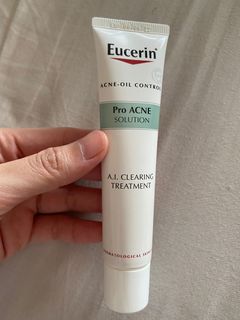 Eucerin
ACNE-OIL CONTROL
Pro ACNE
SOLUTION
A.I. CLEARING
TREATMENT